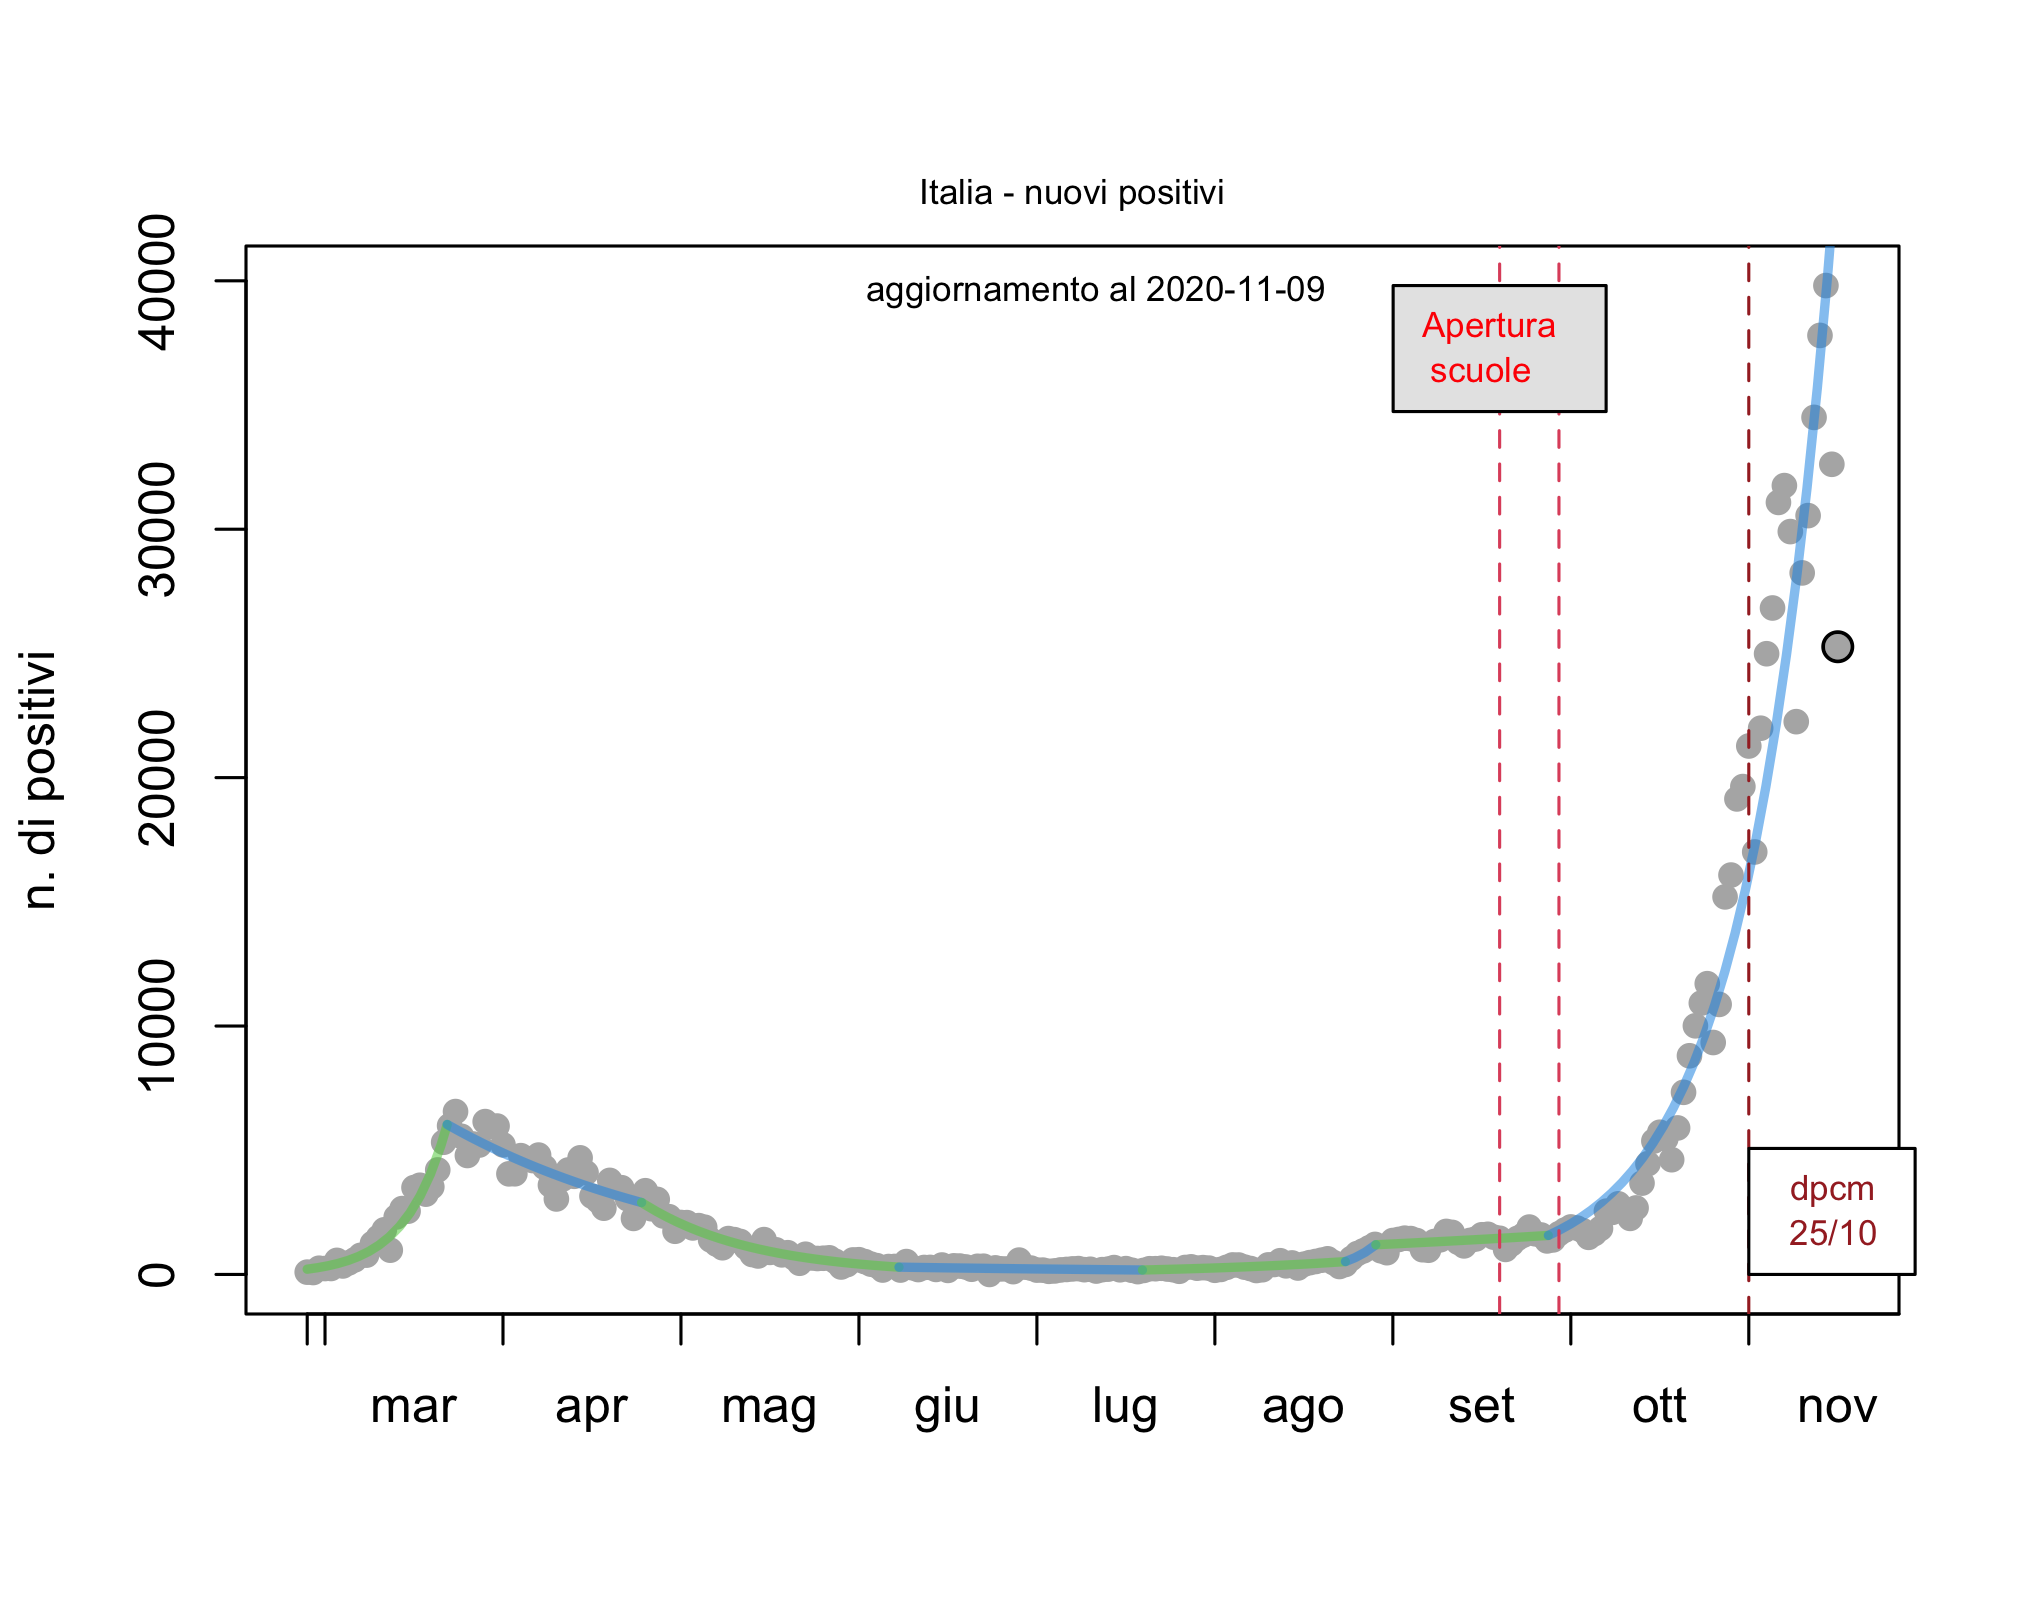 Italia - nuovi positivi
aggiornamento al 2020-11-09
Apertura
scuole
n. di positivi
40000
30000
20000
10000
0
dpcm
25/10
mar apr mag giu lug ago set ott nov